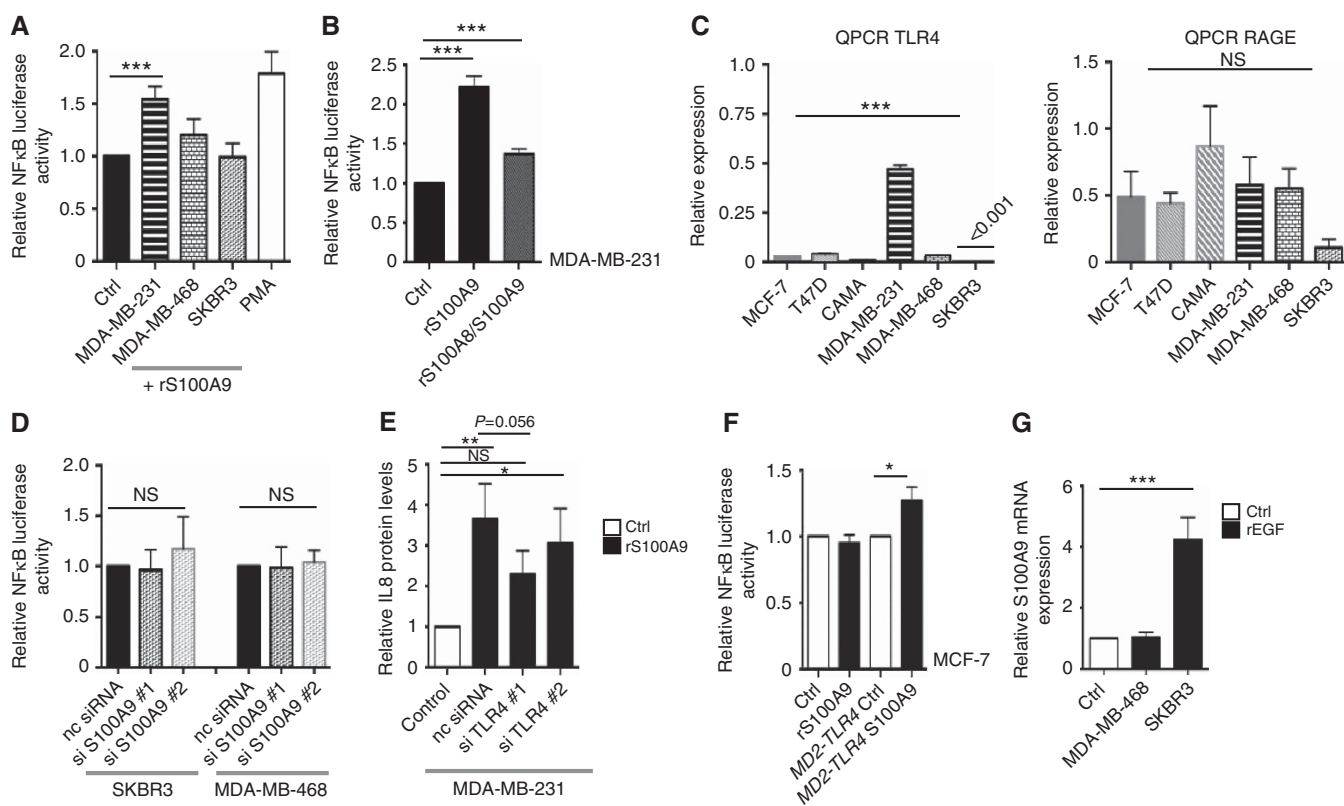 A
Relative NFκB luciferase
activity
2.0
1.5
1.0
0.5
0
***
Ctrl
MDA-MB-231
MDA-MB-468
SKBR3
PMA
+ rS100A9
B
Relative NFκB luciferase
activity
2.5
2.0
1.5
1.0
0.5
0
***
***
Ctrl
rS100A9
rS100A8/S100A9
MDA-MB-231
C
QPCR TLR4
Relative expression
1.0
0.75
0.5
0.25
0
***
<0.001
MCF-7
T47D
CAMA
MDA-MB-231
MDA-MB-468
SKBR3
QPCR RAGE
NS
Relative expression
1.5
1.0
0.5
0
MCF-7
T47D
CAMA
MDA-MB-231
MDA-MB-468
SKBR3
D
Relative NFκB luciferase
activity
2.0
1.5
1.0
0.5
0
NS
NS
nc siRNA
si S100A9 #1
si S100A9 #2
nc siRNA
si S100A9 #1
si S100A9 #2
SKBR3
MDA-MB-468
E
Relative IL8 protein levels
5
4
3
2
1
0
P=0.056
**
NS
*
Ctrl
rS100A9
Control
nc siRNA
si TLR4 #1
si TLR4 #2
MDA-MB-231
F
Relative NFκB luciferase
activity
1.5
1.0
0.5
0
*
Ctrl
rS100A9
MD2-TLR4 Ctrl
MD2-TLR4 S100A9
MCF-7
G
Relative S100A9 mRNA
expression
6
4
2
0
***
Ctrl
rEGF
Ctrl
MDA-MB-468
SKBR3